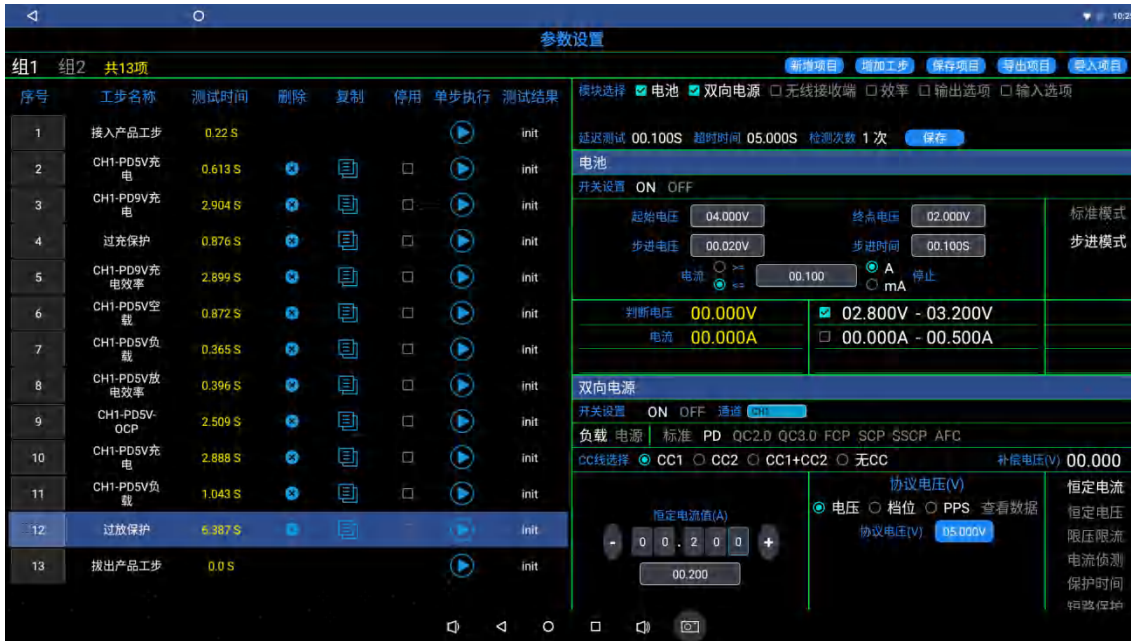 10:2
参数设置
组1 组2 共13项 新增项目 增加工步 保存项目 导出项目 导入项目
序号 工步名称 测试时间 删除 复制 停用 单步执行 测试结果
1 接入产品工步 0.22 S init
2 CH1-PD5V充电 0.613 S init
3 CH1-PD9V充电 2.904 S init
4 过充保护 0.876 S init
5 CH1-PD9V充电效率 2.899 S init
6 CH1-PD5V空载 0.872 S init
7 CH1-PD5V负载 0.365 S init
8 CH1-PD5V放电效率 0.396 S init
9 CH1-PD5V-OCP 2.509 S init
10 CH1-PD5V充电 2.888 S init
11 CH1-PD5V负载 1.043 S init
12 过放保护 6.387 S init
13 拔出产品工步 0.0 S init
模块选择 电池 双向电源 无线接收端 效率 输出选项 输入选项
延迟测试 00.100S 超时时间 05.000S 检测次数 1 次 保存
电池
开关设置 ON OFF
起始电压 04.000V 终点电压 02.000V 标准模式
步进电压 00.020V 步进时间 00.100S 步进模式
电流 >= <= 00.100 A mA 停止
判断电压 00.000V 02.800V - 03.200V
电流 00.000A 00.000A - 00.500A
双向电源
开关设置 ON OFF 通道 CH1
负载 电源 标准 PD QC2.0 QC3.0 FCP SCP SSCP AFC
CC线选择 CC1 CC2 CC1+CC2 无CC 补偿电压(V) 00.000
恒定电流值(A)
- 0 0 . 2 0 0 +
00.200
协议电压(V)
电压 档位 PPS 查看数据
协议电压(V) 05.000V
恒定电流
恒定电压
限压限流
电流侦测
保护时间
短路保护